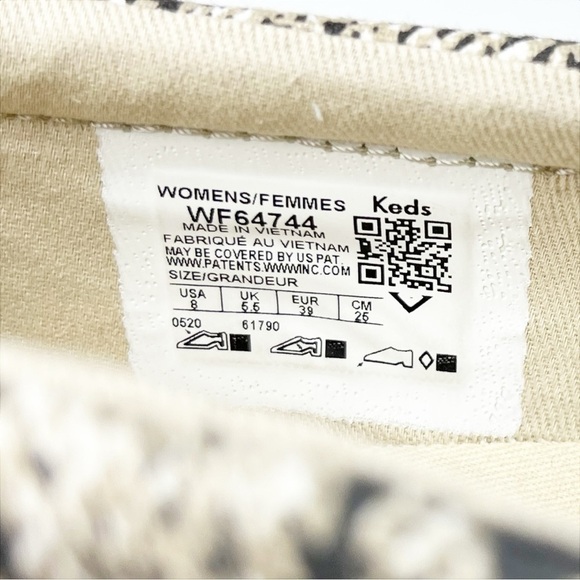 WOMENS/FEMMES Keds
WF64744
MADE IN VIETNAM
FABRIQUÉ AU VIETNAM
MAY BE COVERED BY US PAT.
WWW.PATENTS.WWWINC.COM
SIZE/GRANDEUR
USA UK EUR CM
8 5.5 39 25
0520 61790